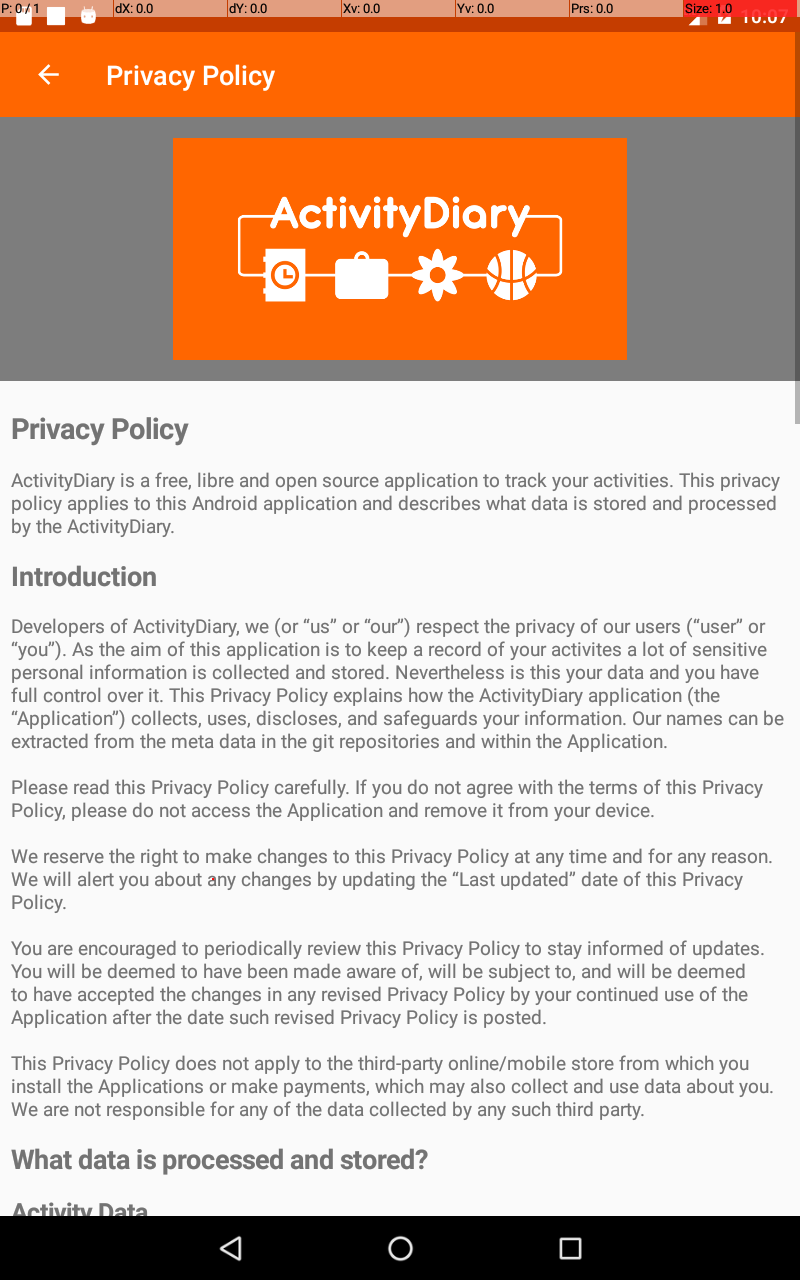 P: 0 / 1 dX: 0.0 dY: 0.0 Xv: 0.0 Yv: 0.0 Prs: 0.0 Size: 1.0
10:07
Privacy Policy
ActivityDiary
Privacy Policy
ActivityDiary is a free, libre and open source application to track your activities. This privacy
policy applies to this Android application and describes what data is stored and processed
by the ActivityDiary.
Introduction
Developers of ActivityDiary, we (or “us” or “our”) respect the privacy of our users (“user” or
“you”). As the aim of this application is to keep a record of your activites a lot of sensitive
personal information is collected and stored. Nevertheless is this your data and you have
full control over it. This Privacy Policy explains how the ActivityDiary application (the
“Application”) collects, uses, discloses, and safeguards your information. Our names can be
extracted from the meta data in the git repositories and within the Application.
Please read this Privacy Policy carefully. If you do not agree with the terms of this Privacy
Policy, please do not access the Application and remove it from your device.
We reserve the right to make changes to this Privacy Policy at any time and for any reason.
We will alert you about any changes by updating the “Last updated” date of this Privacy
Policy.
You are encouraged to periodically review this Privacy Policy to stay informed of updates.
You will be deemed to have been made aware of, will be subject to, and will be deemed
to have accepted the changes in any revised Privacy Policy by your continued use of the
Application after the date such revised Privacy Policy is posted.
This Privacy Policy does not apply to the third-party online/mobile store from which you
install the Applications or make payments, which may also collect and use data about you.
We are not responsible for any of the data collected by any such third party.
What data is processed and stored?
Activity Data